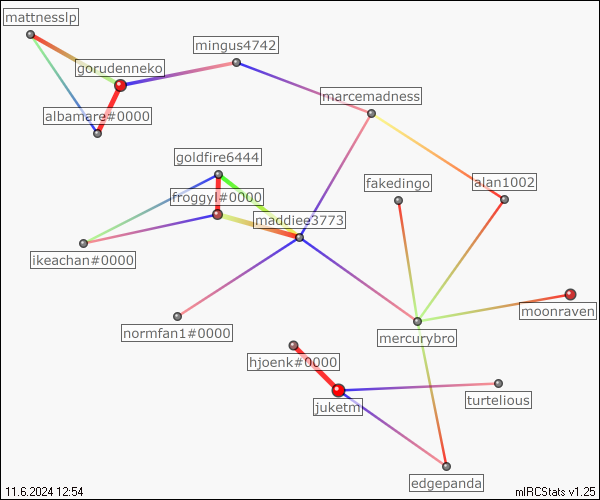 mattnesslp
mingus4742
gorudenneko
marcemadness
albamare#0000
goldfire6444
fakedingo
alan1002
froggyl#0000
maddiee3773
ikeachan#0000
moonraven
normfan1#0000
mercurybro
hjoenk#0000
turtelious
juketm
edgepanda
11.6.2024 12:54
mIRCStats v1.25